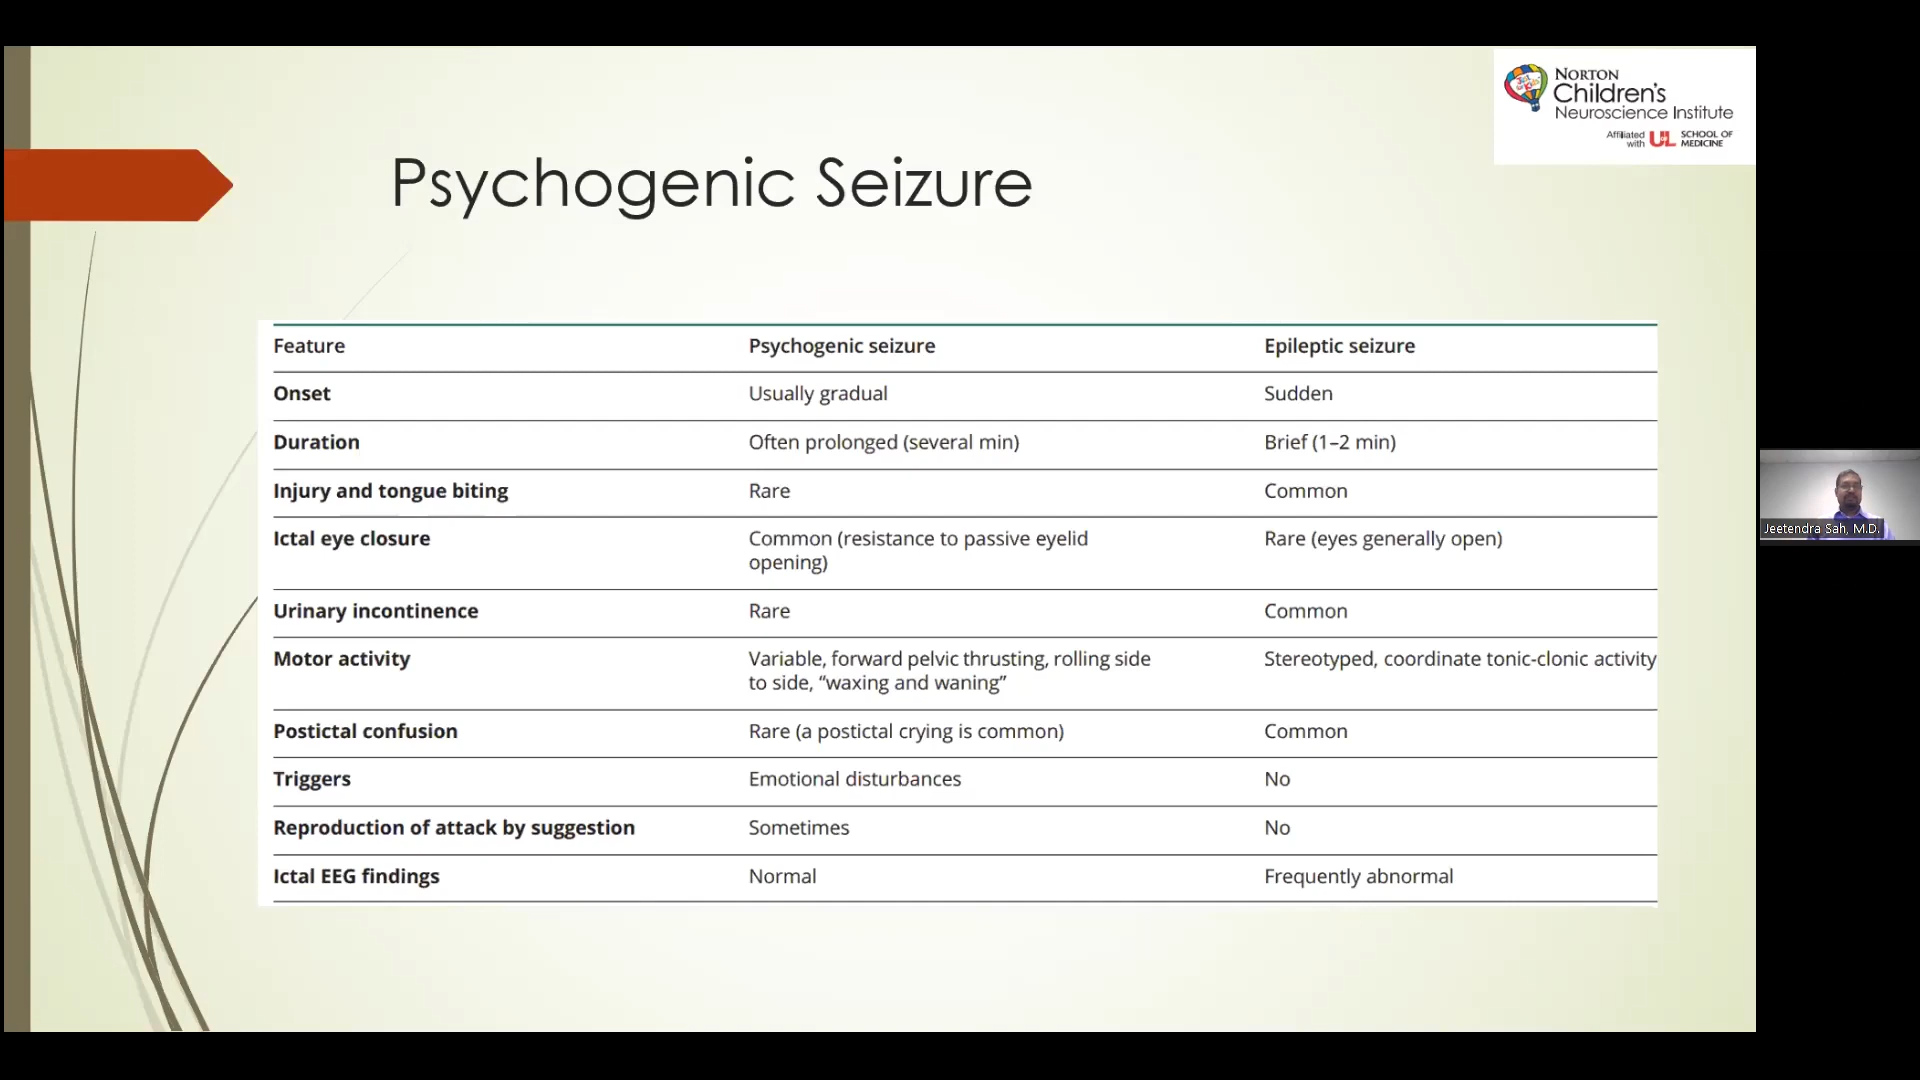 NORTON
Children's
Neuroscience Institute
Affiliated with UL SCHOOL OF MEDICINE
Psychogenic Seizure
Feature Psychogenic seizure Epileptic seizure
Onset Usually gradual Sudden
Duration Often prolonged (several min) Brief (1–2 min)
Injury and tongue biting Rare Common
Ictal eye closure Common (resistance to passive eyelid Rare (eyes generally open)
opening)
Urinary incontinence Rare Common
Motor activity Variable, forward pelvic thrusting, rolling side Stereotyped, coordinate tonic-clonic activity
to side, “waxing and waning”
Postictal confusion Rare (a postictal crying is common) Common
Triggers Emotional disturbances No
Reproduction of attack by suggestion Sometimes No
Ictal EEG findings Normal Frequently abnormal
Jeetendra Sah, M.D.